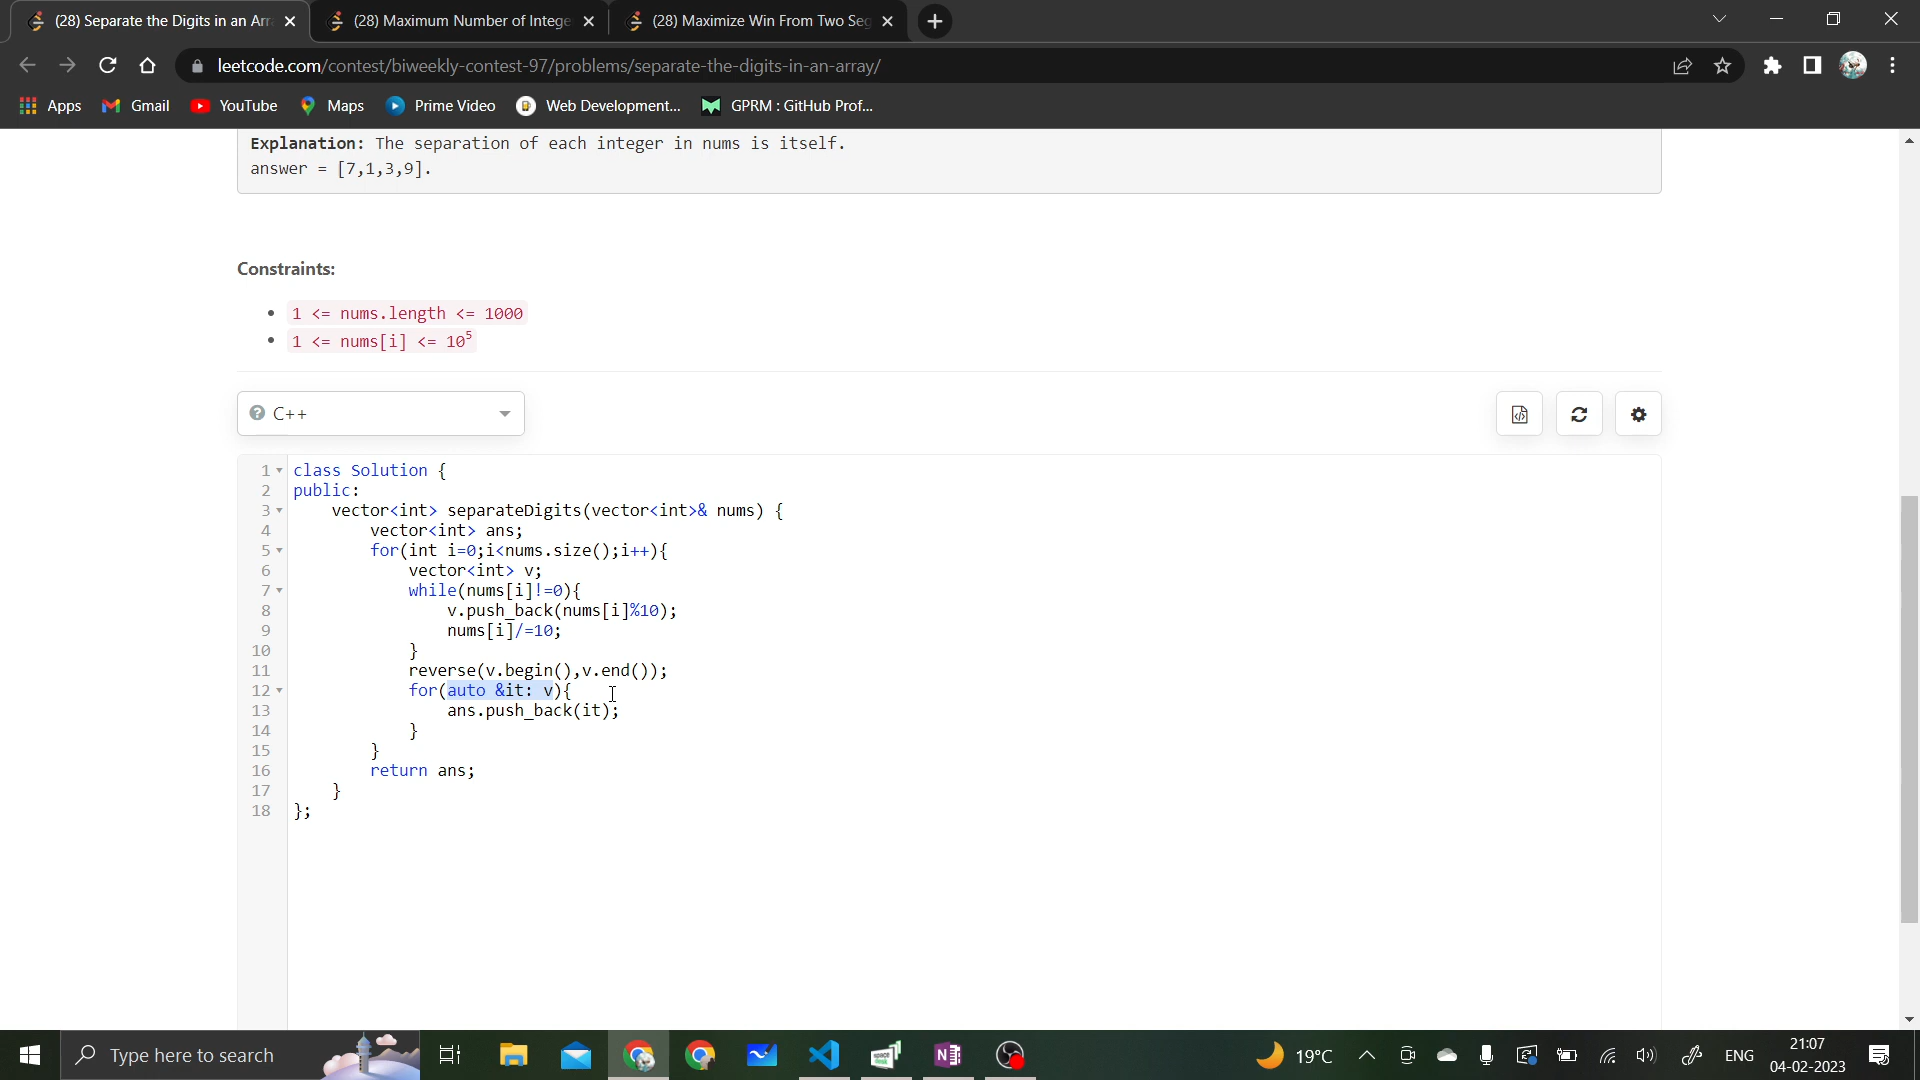 (28) Separate the Digits in an Arr
(28) Maximum Number of Intege
(28) Maximize Win From Two Seg
leetcode.com/contest/biweekly-contest-97/problems/separate-the-digits-in-an-array/
Apps
Gmail
YouTube
Maps
Prime Video
Web Development...
GPRM : GitHub Prof...
Explanation: The separation of each integer in nums is itself.
answer = [7,1,3,9].
Constraints:
• 1 <= nums.length <= 1000
• 1 <= nums[i] <= 10⁵
C++
1 class Solution {
2 public:
3     vector<int> separateDigits(vector<int>& nums) {
4         vector<int> ans;
5         for(int i=0;i<nums.size();i++){
6             vector<int> v;
7             while(nums[i]!=0){
8                 v.push_back(nums[i]%10);
9                 nums[i]/=10;
10             }
11             reverse(v.begin(),v.end());
12             for(auto &it: v){
13                 ans.push_back(it);
14             }
15         }
16         return ans;
17     }
18 };
Type here to search
19°C
ENG
21:07
04-02-2023